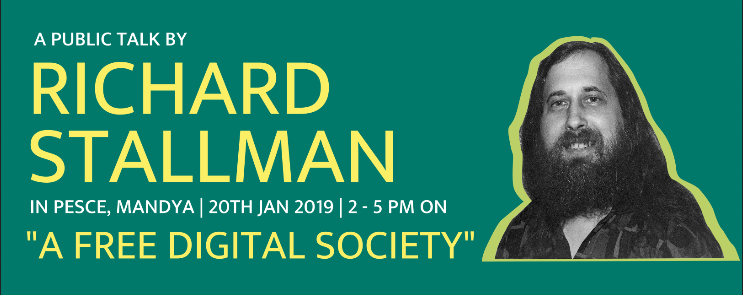 A PUBLIC TALK BY
RICHARD
STALLMAN
IN PESCE, MANDYA | 20TH JAN 2019 | 2 - 5 PM ON
"A FREE DIGITAL SOCIETY"